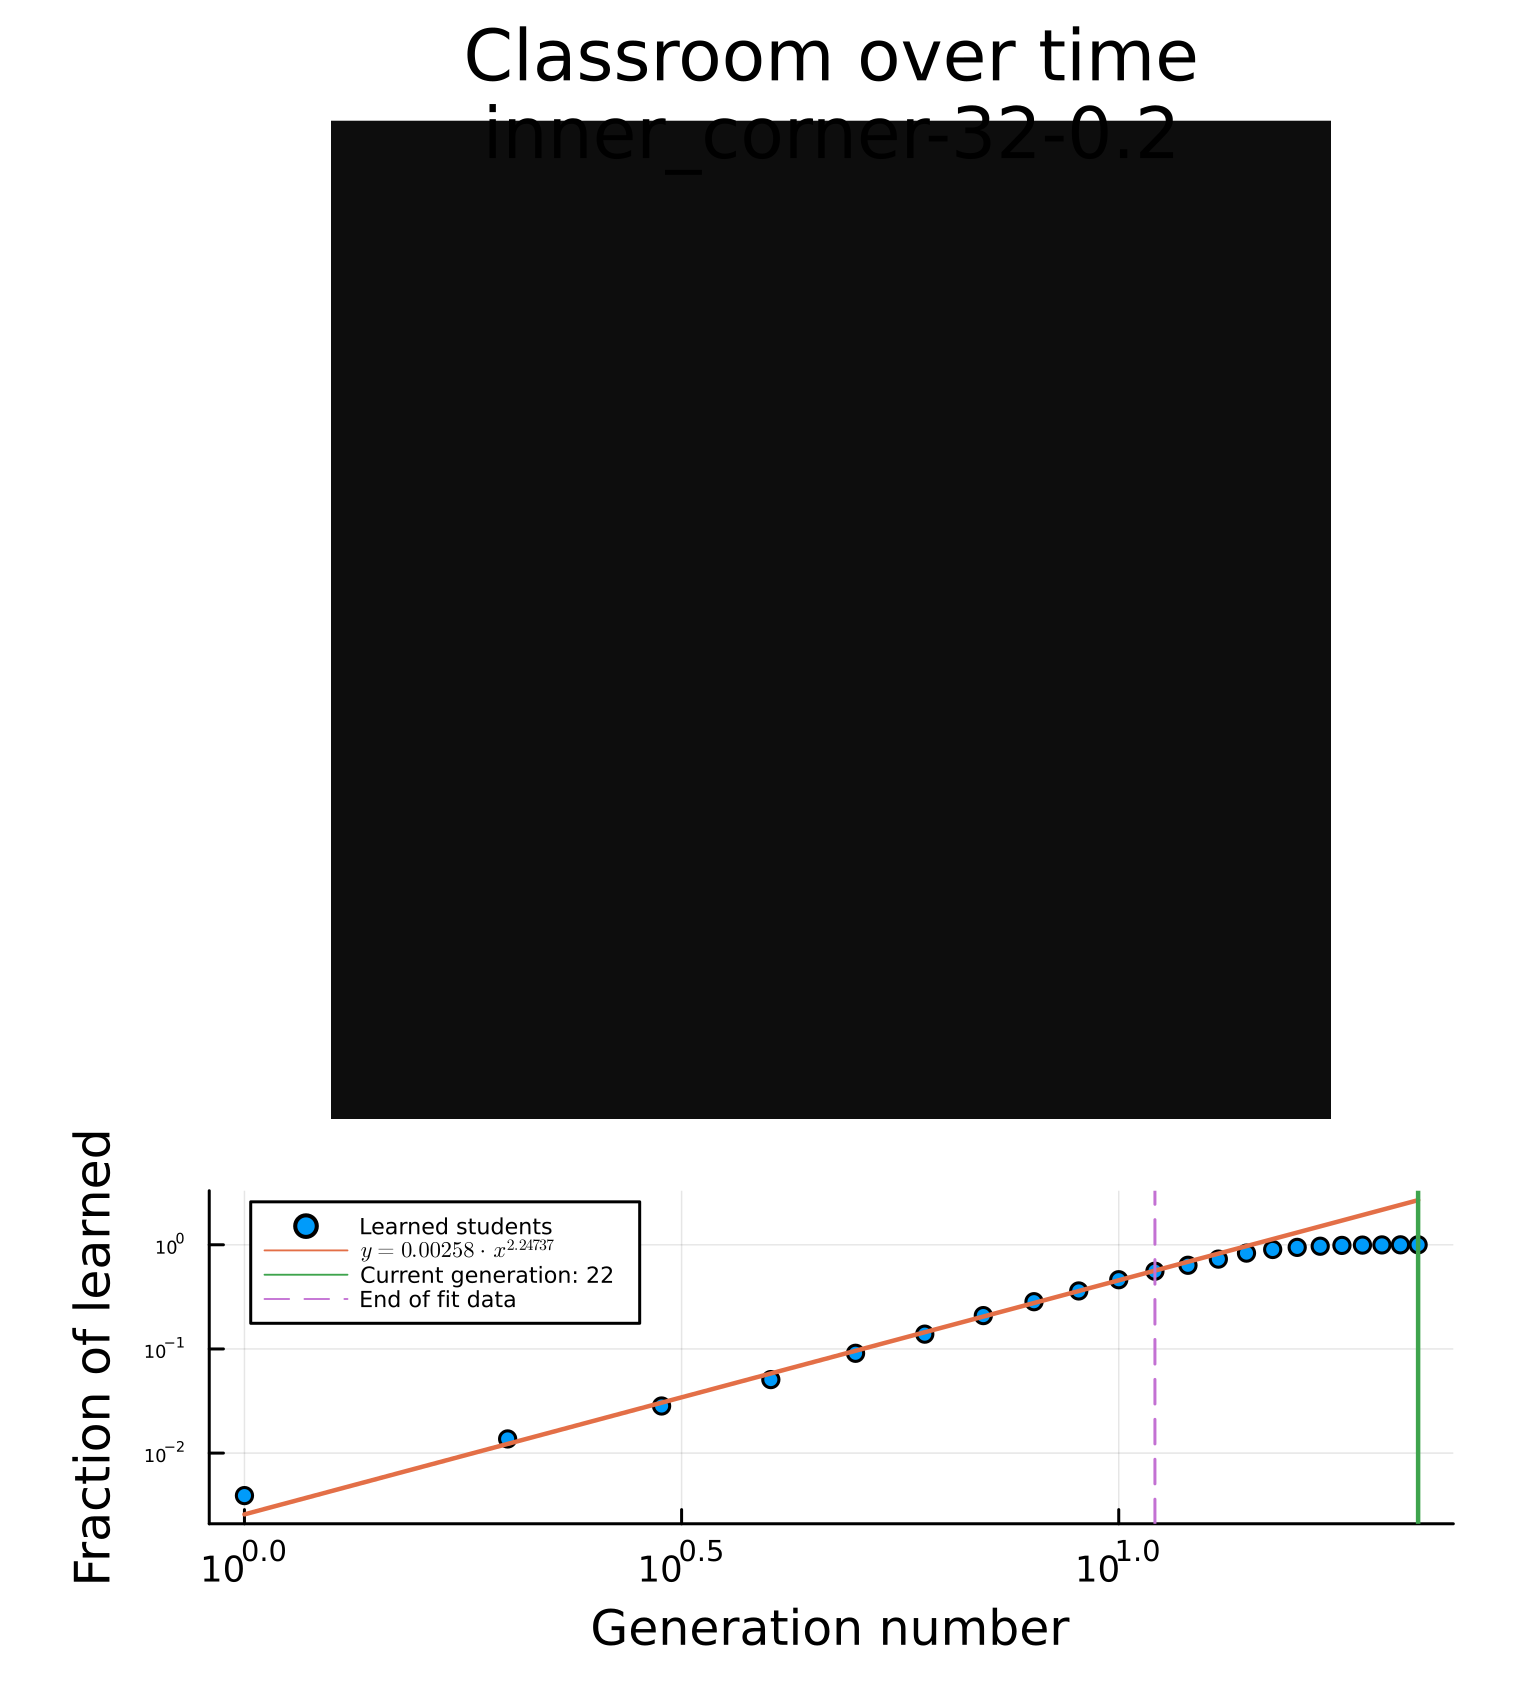 Classroom over time
inner_corner-32-0.2
Fraction of learned
10^0
10^−1
10^−2
Learned students
y = 0.00258 · x^2.24737
Current generation: 22
End of fit data
10^0.0 10^0.5 10^1.0
Generation number